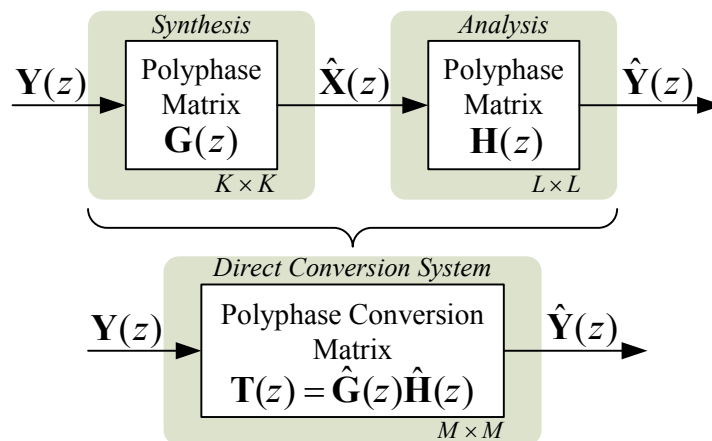 Synthesis
Analysis
Y(z)
Polyphase
Matrix
G(z)
K × K
X̂(z)
Polyphase
Matrix
H(z)
L × L
Ŷ(z)
Direct Conversion System
Y(z)
Polyphase Conversion
Matrix
T(z) = Ĝ(z)Ĥ(z)
M × M
Ŷ(z)